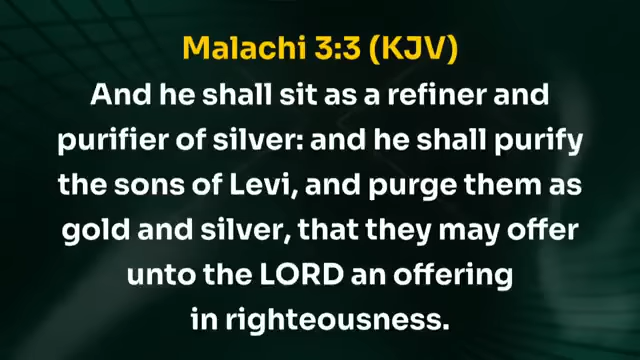 Malachi 3:3 (KJV)
And he shall sit as a refiner and
purifier of silver: and he shall purify
the sons of Levi, and purge them as
gold and silver, that they may offer
unto the LORD an offering
in righteousness.